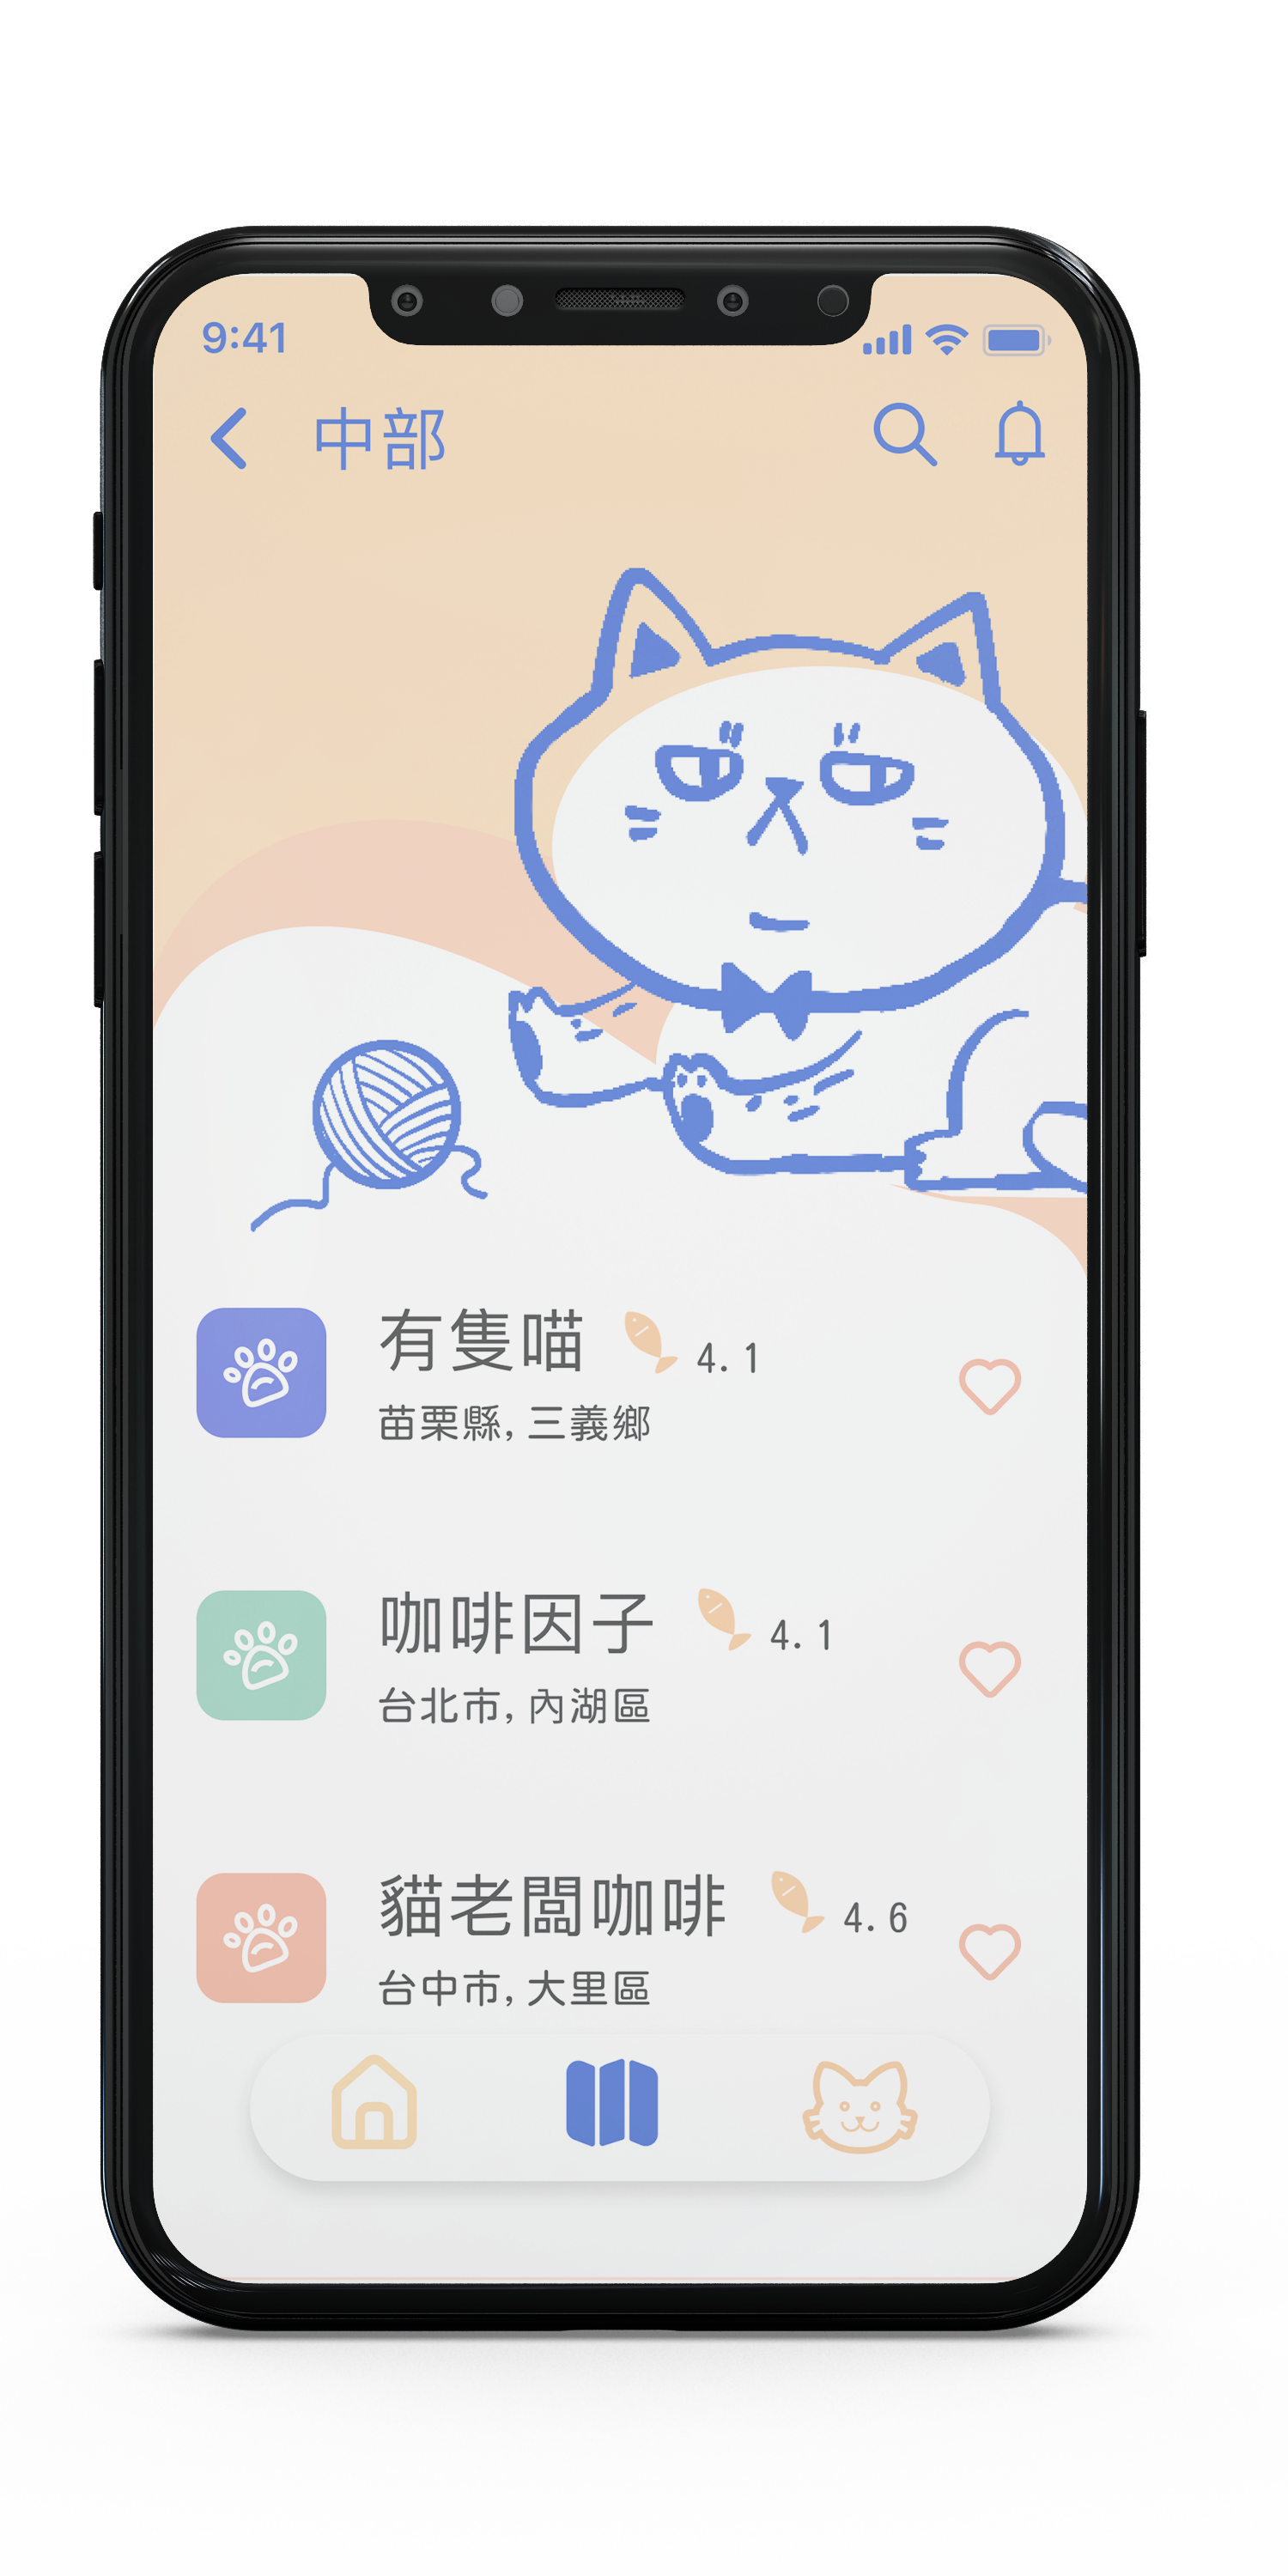 9:41
中部
有隻喵 4.1
苗栗縣, 三義鄉
咖啡因子 4.1
台北市, 內湖區
貓老闆咖啡 4.6
台中市, 大里區